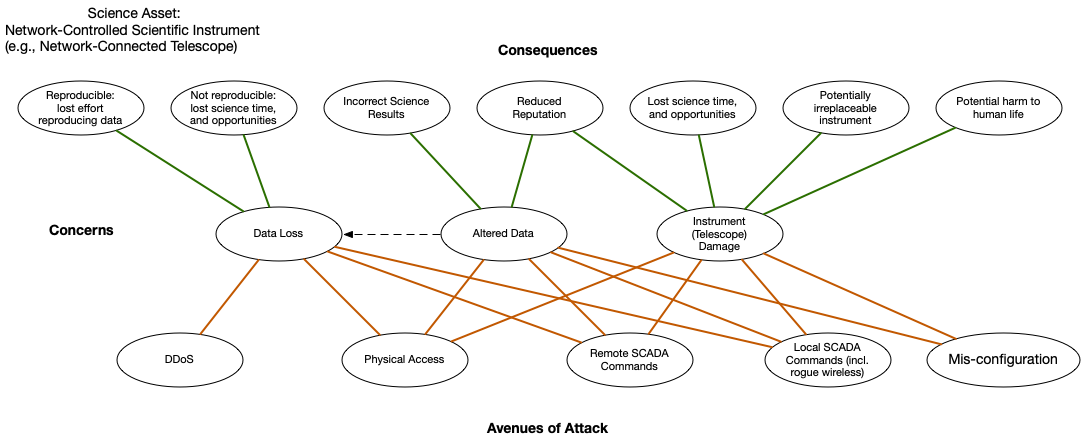 Science Asset:
Network-Controlled Scientific Instrument
(e.g., Network-Connected Telescope)
Consequences
Reproducible:
lost effort
reproducing data
Not reproducible:
lost science time,
and opportunities
Incorrect Science
Results
Reduced
Reputation
Lost science time,
and opportunities
Potentially
irreplaceable
instrument
Potential harm to
human life
Concerns
Data Loss
Altered Data
Instrument
(Telescope)
Damage
DDoS
Physical Access
Remote SCADA
Commands
Local SCADA
Commands (incl.
rogue wireless)
Mis-configuration
Avenues of Attack